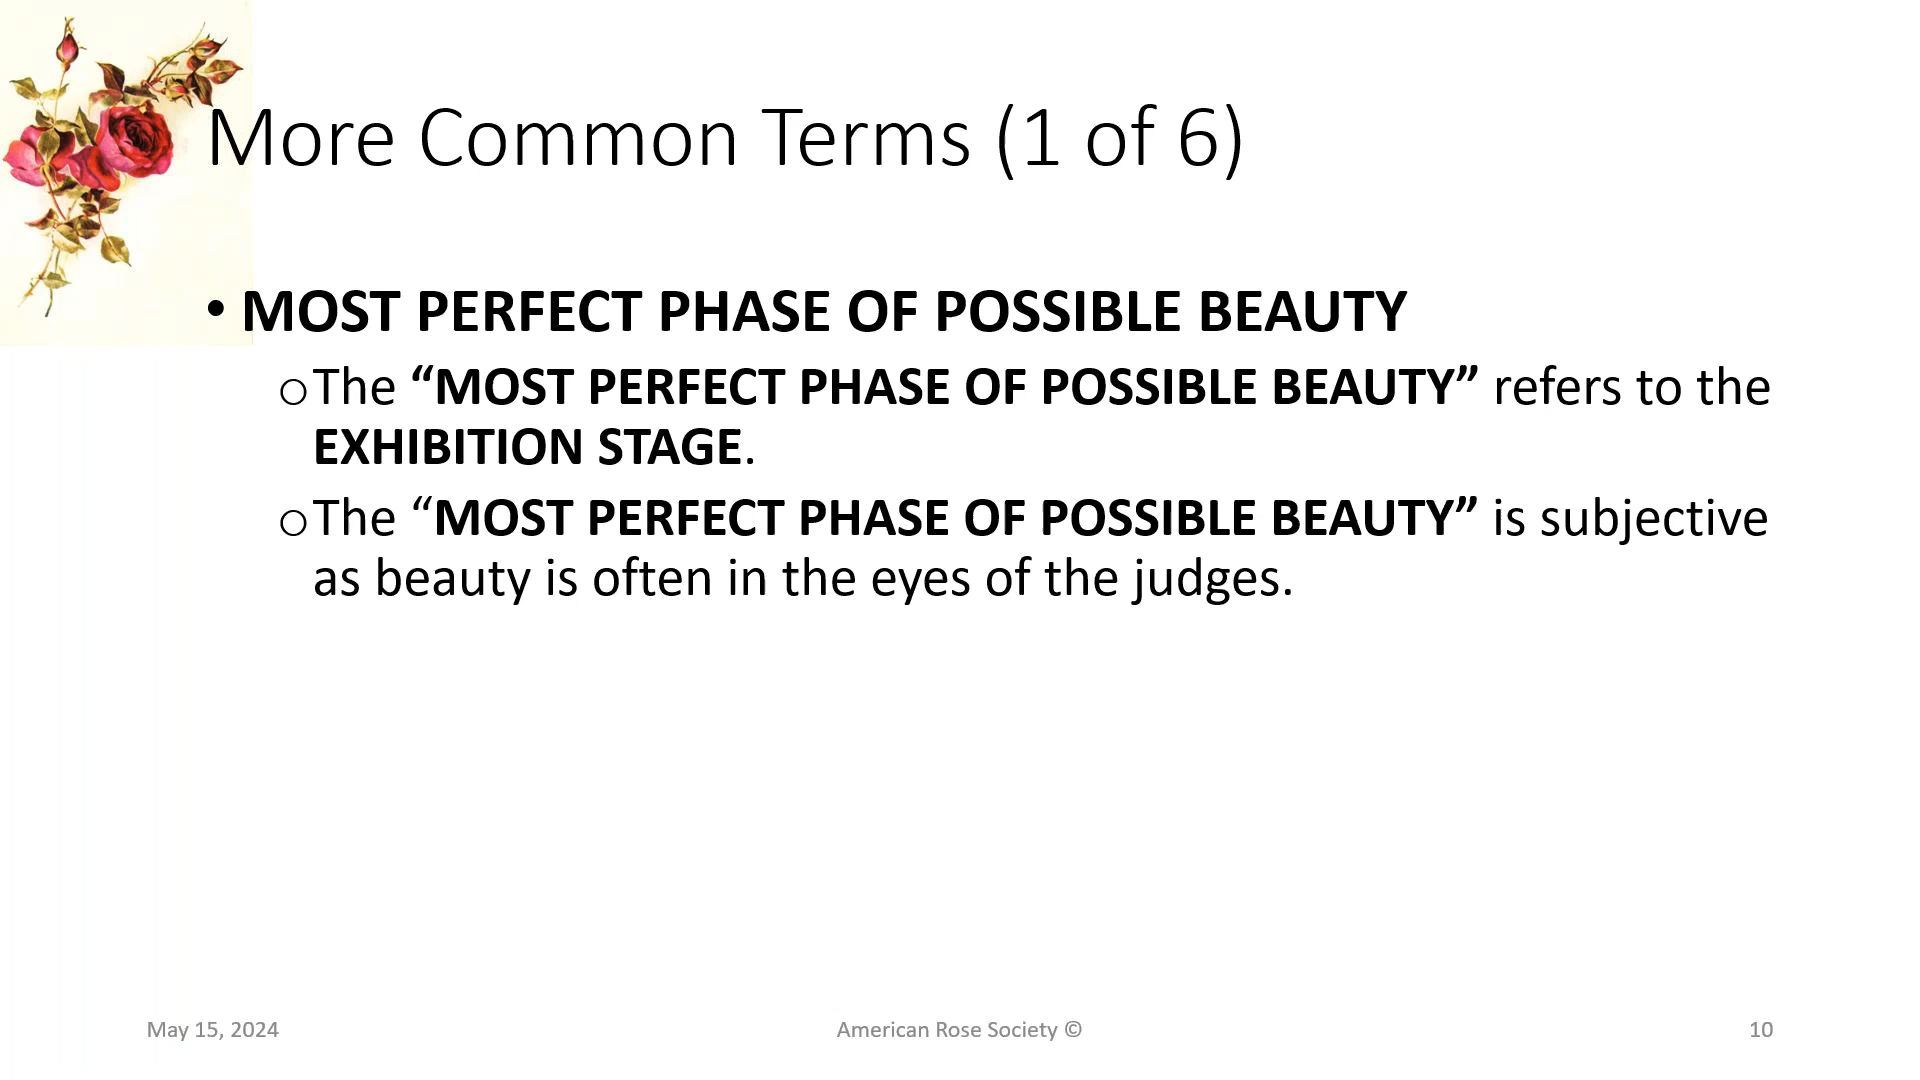 More Common Terms (1 of 6)
• MOST PERFECT PHASE OF POSSIBLE BEAUTY
oThe “MOST PERFECT PHASE OF POSSIBLE BEAUTY” refers to the
EXHIBITION STAGE.
oThe “MOST PERFECT PHASE OF POSSIBLE BEAUTY” is subjective
as beauty is often in the eyes of the judges.
May 15, 2024
American Rose Society ©
10